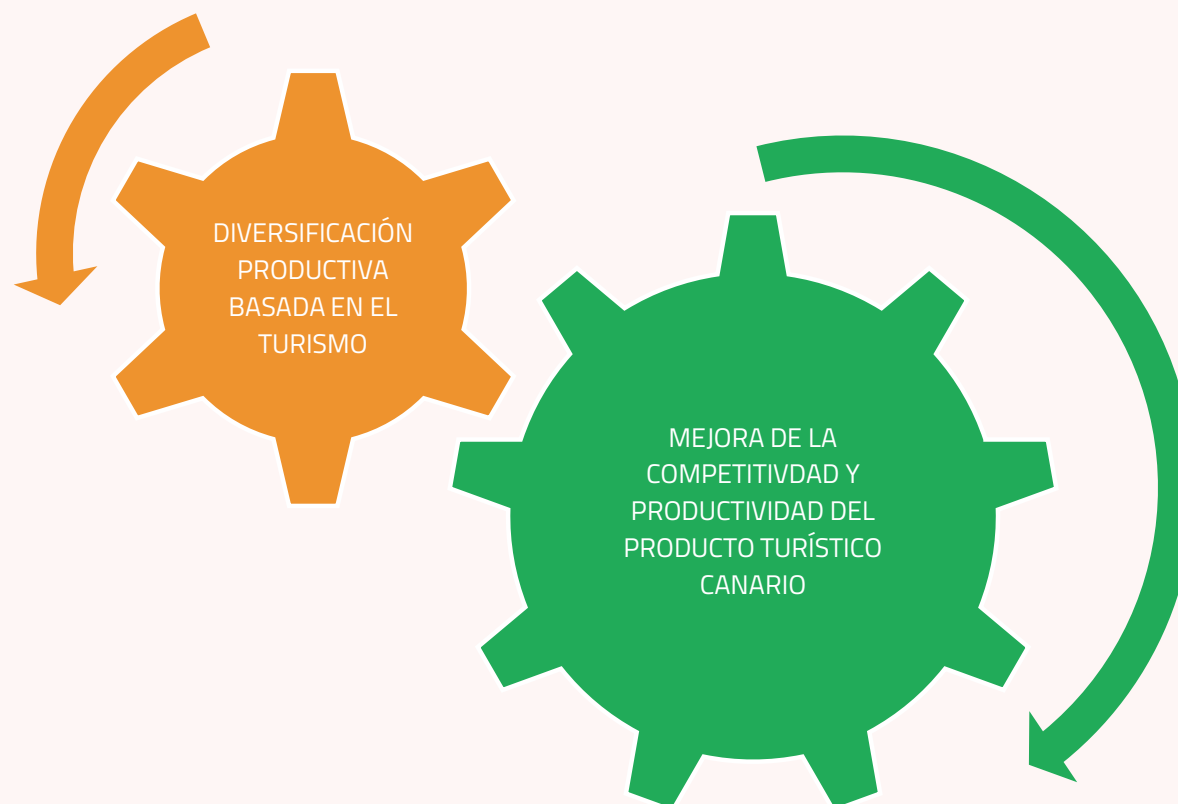 DIVERSIFICACIÓN
PRODUCTIVA
BASADA EN EL
TURISMO
MEJORA DE LA
COMPETITIVDAD Y
PRODUCTIVIDAD DEL
PRODUCTO TURÍSTICO
CANARIO